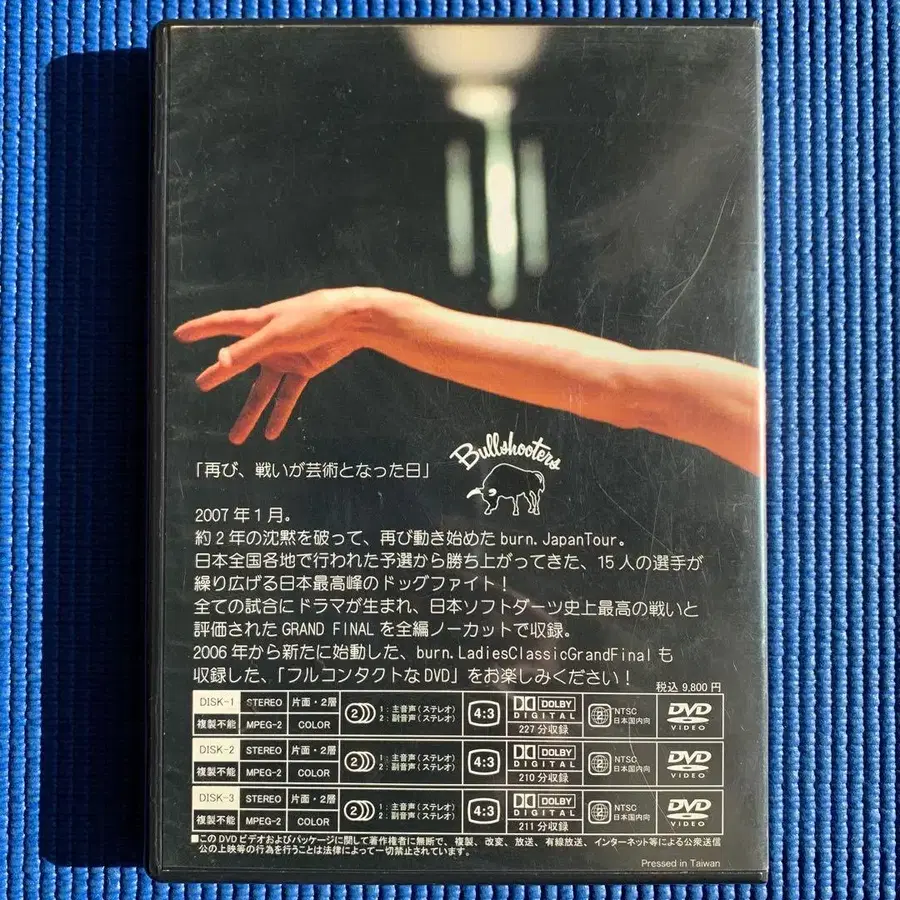 Bullshooters
「再び、戦いが芸術となった日」
2007年1月。
約2年の沈黙を破って、再び動き始めたburn.JapanTour。
日本全国各地で行われた予選から勝ち上がってきた、15人の選手が
繰り広げる日本最高峰のドッグファイト!
全ての試合にドラマが生まれ、日本ソフトダーツ史上最高の戦いと
評価されたGRAND FINALを全編ノーカットで収録。
2006年から新たに始動した、burn.LadiesClassicGrandFinalも
収録した、「フルコンタクトなDVD」をお楽しみください!
税込 9,800円
DISK-1 STEREO 片面・2層 2 1:主音声(ステレオ) 4:3 DOLBY NTSC DVD
複製不能 MPEG-2 COLOR 2:副音声(ステレオ) DIGITAL 227分収録 2 日本国内向 VIDEO
DISK-2 STEREO 片面・2層 2 1:主音声(ステレオ) 4:3 DOLBY NTSC DVD
複製不能 MPEG-2 COLOR 2:副音声(ステレオ) DIGITAL 210分収録 2 日本国内向 VIDEO
DISK-3 STEREO 片面・2層 2 1:主音声(ステレオ) 4:3 DOLBY NTSC DVD
複製不能 MPEG-2 COLOR 2:副音声(ステレオ) DIGITAL 211分収録 2 日本国内向 VIDEO
■このDVDビデオおよびパッケージに関して著作権者に無断で、複製、改変、放送、有線放送、インターネット等による公衆送信
公の上映等の行為を行うことは法律によって一切禁止されています。
Pressed in Taiwan